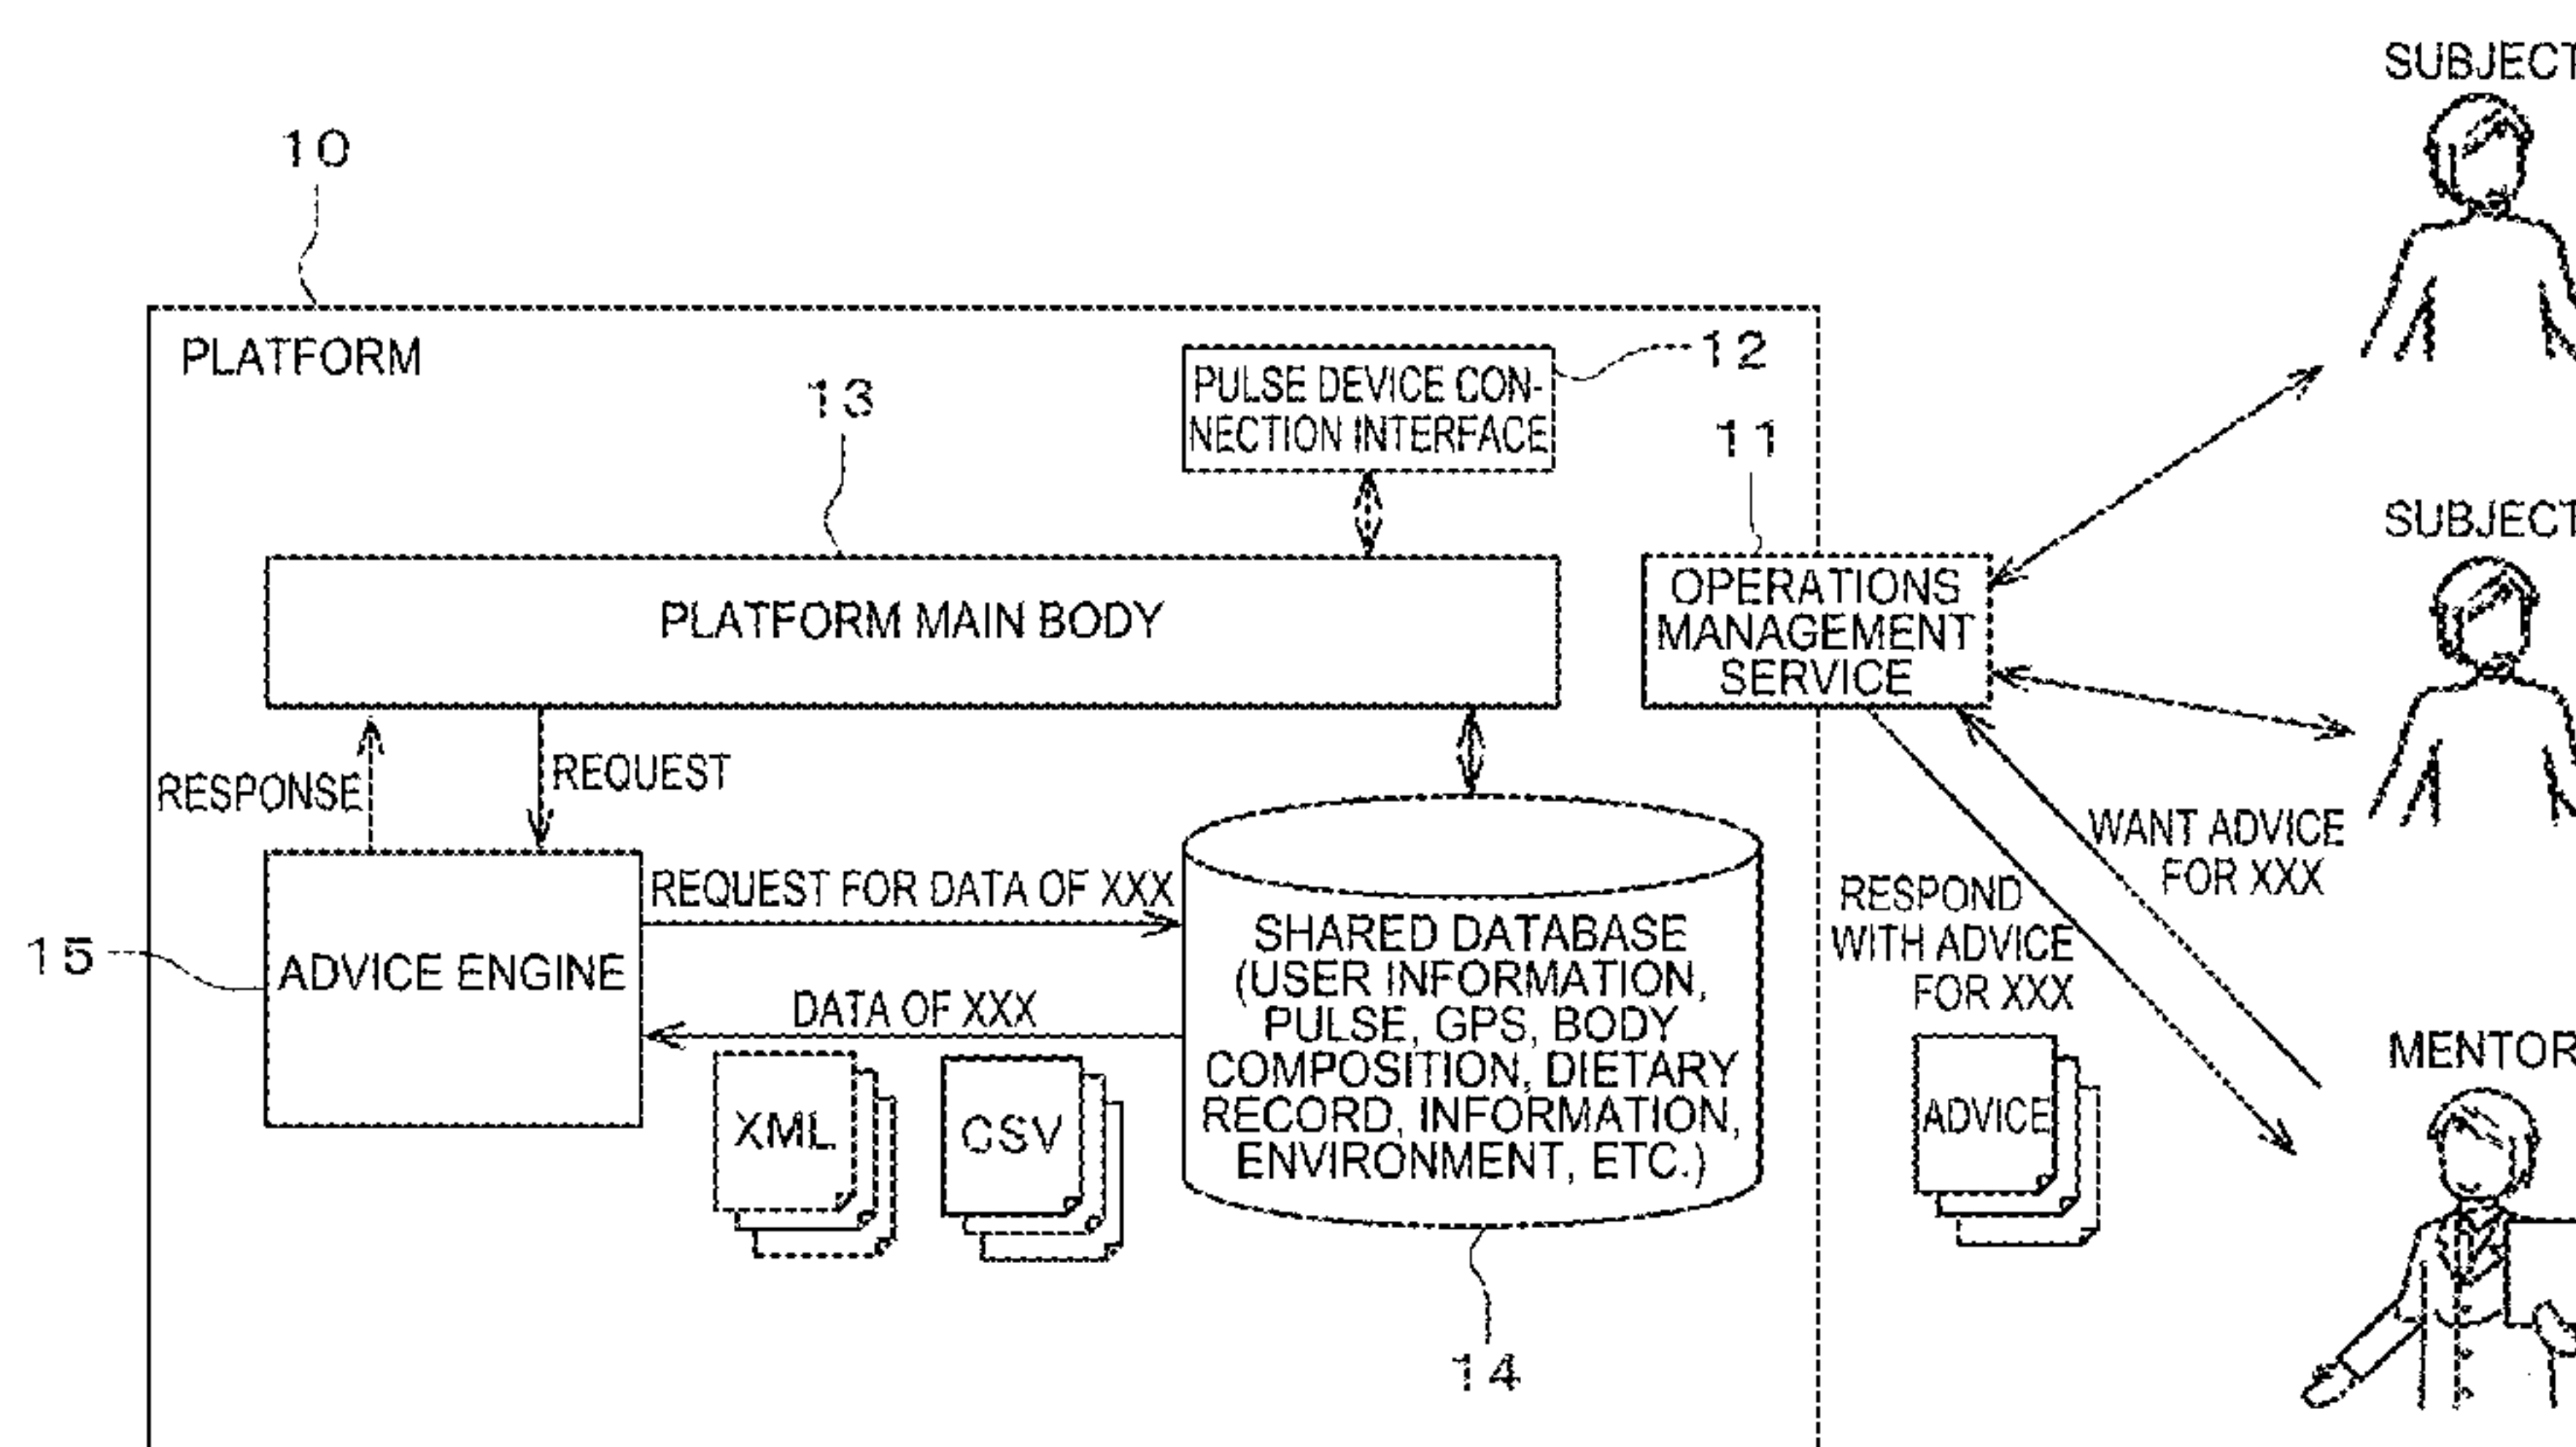 SUBJECT
10
PLATFORM
12
PULSE DEVICE CON-
NECTION INTERFACE
13
11
SUBJECT
PLATFORM MAIN BODY
OPERATIONS
MANAGEMENT
SERVICE
RESPONSE
REQUEST
WANT ADVICE
FOR XXX
15
ADVICE ENGINE
REQUEST FOR DATA OF XXX
DATA OF XXX
XML
CSV
SHARED DATABASE
(USER INFORMATION,
PULSE, GPS, BODY
COMPOSITION, DIETARY
RECORD, INFORMATION,
ENVIRONMENT, ETC.)
14
RESPOND
WITH ADVICE
FOR XXX
ADVICE
MENTOR